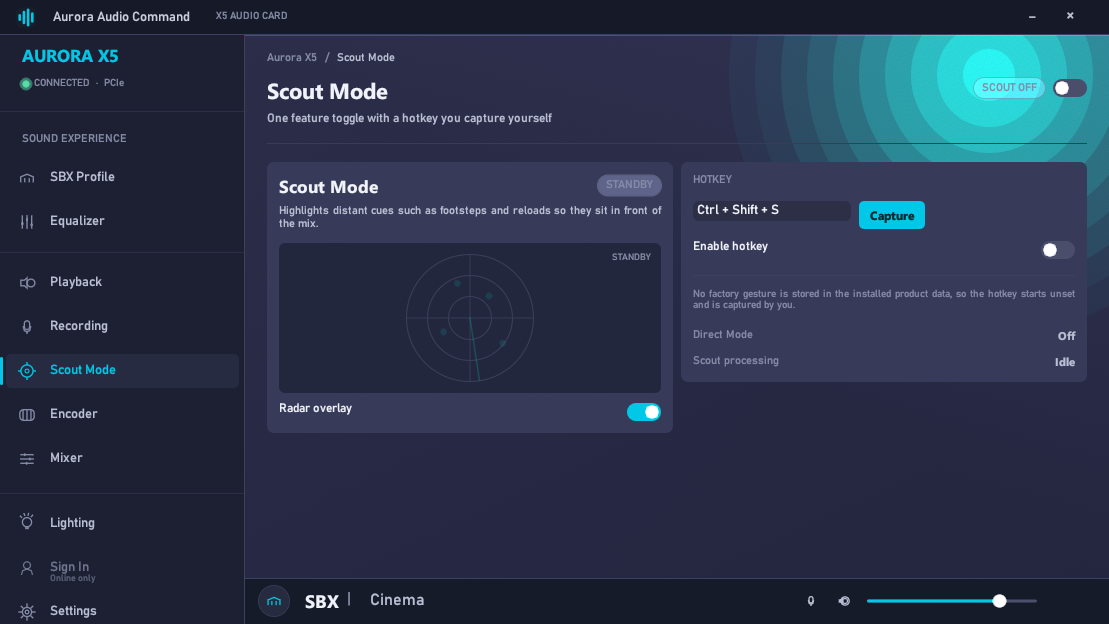 Aurora Audio Command
X5 AUDIO CARD
AURORA X5
CONNECTED - PCIe
SOUND EXPERIENCE
SBX Profile
Equalizer
Playback
Recording
Scout Mode
Encoder
Mixer
Lighting
Sign In
Online only
Settings
Aurora X5 / Scout Mode
Scout Mode
One feature toggle with a hotkey you capture yourself
SCOUT OFF
Scout Mode
STANDBY
Highlights distant cues such as footsteps and reloads so they sit in front of
the mix.
STANDBY
Radar overlay
HOTKEY
Ctrl + Shift + S
Capture
Enable hotkey
No factory gesture is stored in the installed product data, so the hotkey starts unset
and is captured by you.
Direct Mode Off
Scout processing Idle
SBX | Cinema